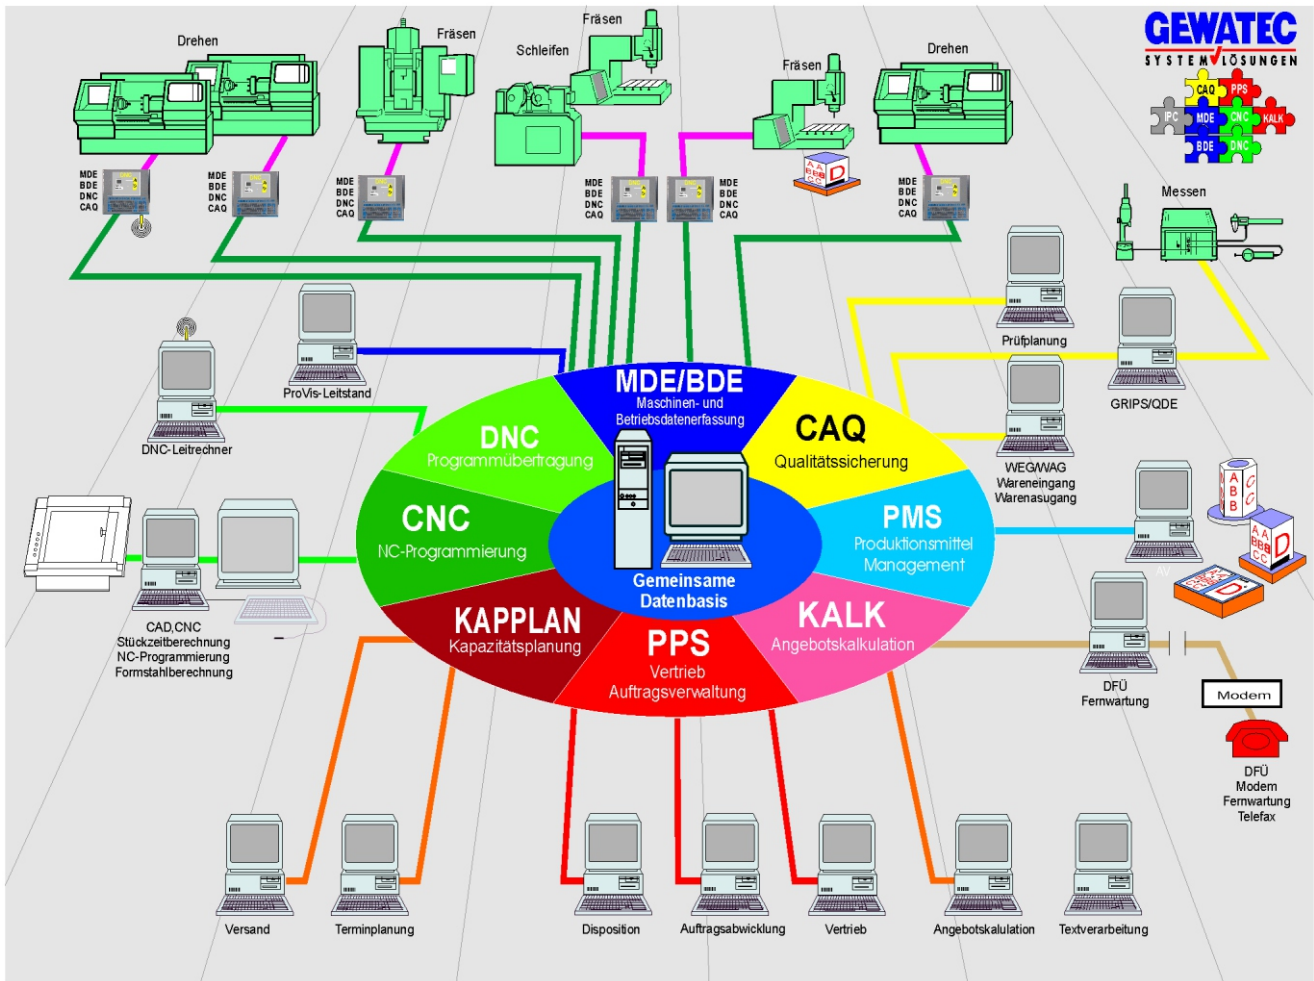 GEWATEC
SYSTEMLÖSUNGEN
CAQ PPS
IPC MDE CNC KALK
BDE DNC
Drehen
Fräsen
Schleifen
Fräsen
Fräsen
Drehen
MDE
BDE
DNC
CAQ
MDE
BDE
DNC
CAQ
MDE
BDE
DNC
CAQ
MDE
BDE
DNC
CAQ
MDE
BDE
DNC
CAQ
MDE
BDE
DNC
CAQ
Messen
Prüfplanung
GRIPS/QDE
WEG/WAG
Wareneingang
Warenasugang
ProVis-Leitstand
DNC-Leitrechner
MDE/BDE
Maschinen- und
Betriebsdatenerfassung
DNC
Programmübertragung
CAQ
Qualitätssicherung
CNC
NC-Programmierung
PMS
Produktionsmittel
Management
Gemeinsame
Datenbasis
KAPPLAN
Kapazitätsplanung
PPS
Vertrieb
Auftragsverwaltung
KALK
Angebotskalkulation
AV
CAD,CNC
Stückzeitberechnung
NC-Programmierung
Formstahlberechnung
DFÜ
Fernwartung
Modem
DFÜ
Modem
Fernwartung
Telefax
Versand
Terminplanung
Disposition
Auftragsabwicklung
Vertrieb
Angebotskalulation
Textverarbeitung